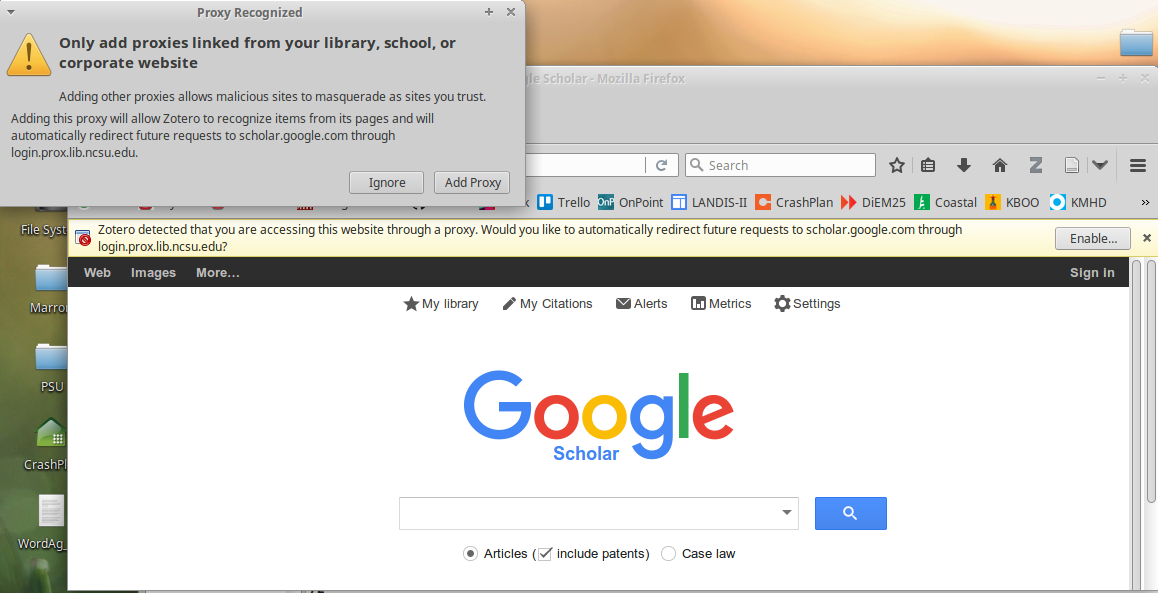 Proxy Recognized
Only add proxies linked from your library, school, or
corporate website
Adding other proxies allows malicious sites to masquerade as sites you trust.
Adding this proxy will allow Zotero to recognize items from its pages and will
automatically redirect future requests to scholar.google.com through
login.prox.lib.ncsu.edu.
Ignore
Add Proxy
Scholar - Mozilla Firefox
Search
Trello
OnP
OnPoint
LANDIS-II
CrashPlan
DiEM25
Coastal
KBOO
KMHD
»
Zotero detected that you are accessing this website through a proxy. Would you like to automatically redirect future requests to scholar.google.com through
login.prox.lib.ncsu.edu?
Enable...
Web
Images
More...
Sign in
My library
My Citations
Alerts
Metrics
Settings
Google
Scholar
Articles (
include patents)
Case law
File Syst
Marro
PSU
CrashPl
WordAg_